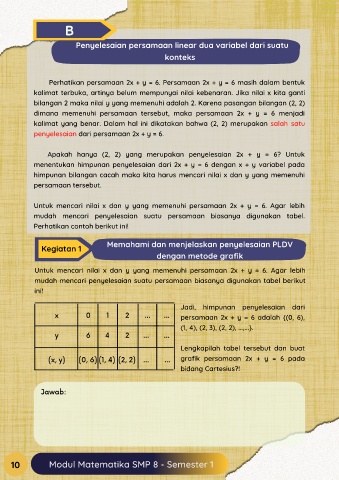 B
Penyelesaian persamaan linear dua variabel dari suatu
konteks
Perhatikan persamaan 2x + y = 6. Persamaan 2x + y = 6 masih dalam bentuk
kalimat terbuka, artinya belum mempunyai nilai kebenaran. Jika nilai x kita ganti
bilangan 2 maka nilai y yang memenuhi adalah 2. Karena pasangan bilangan (2, 2)
dimana memenuhi persamaan tersebut, maka persamaan 2x + y = 6 menjadi
kalimat yang benar. Dalam hal ini dikatakan bahwa (2, 2) merupakan salah satu
penyelesaian dari persamaan 2x + y = 6.
Apakah hanya (2, 2) yang merupakan penyelesaian 2x + y = 6? Untuk
menentukan himpunan penyelesaian dari 2x + y = 6 dengan x + y variabel pada
himpunan bilangan cacah maka kita harus mencari nilai x dan y yang memenuhi
persamaan tersebut.
Untuk mencari nilai x dan y yang memenuhi persamaan 2x + y = 6. Agar lebih
mudah mencari penyelesaian suatu persamaan biasanya digunakan tabel.
Perhatikan contoh berikut ini!
Kegiatan 1
Memahami dan menjelaskan penyelesaian PLDV
dengan metode grafik
Untuk mencari nilai x dan y yang memenuhi persamaan 2x + y = 6. Agar lebih
mudah mencari penyelesaian suatu persamaan biasanya digunakan tabel berikut
ini!
x 0 1 2 ... ...
y 6 4 2 ... ...
(x, y) (0, 6) (1, 4) (2, 2) ... ...
Jadi, himpunan penyelesaian dari
persamaan 2x + y = 6 adalah {(0, 6),
(1, 4), (2, 3), (2, 2), ...,...}.
Lengkapilah tabel tersebut dan buat
grafik persamaan 2x + y = 6 pada
bidang Cartesius?!
Jawab:
10
Modul Matematika SMP 8 - Semester 1